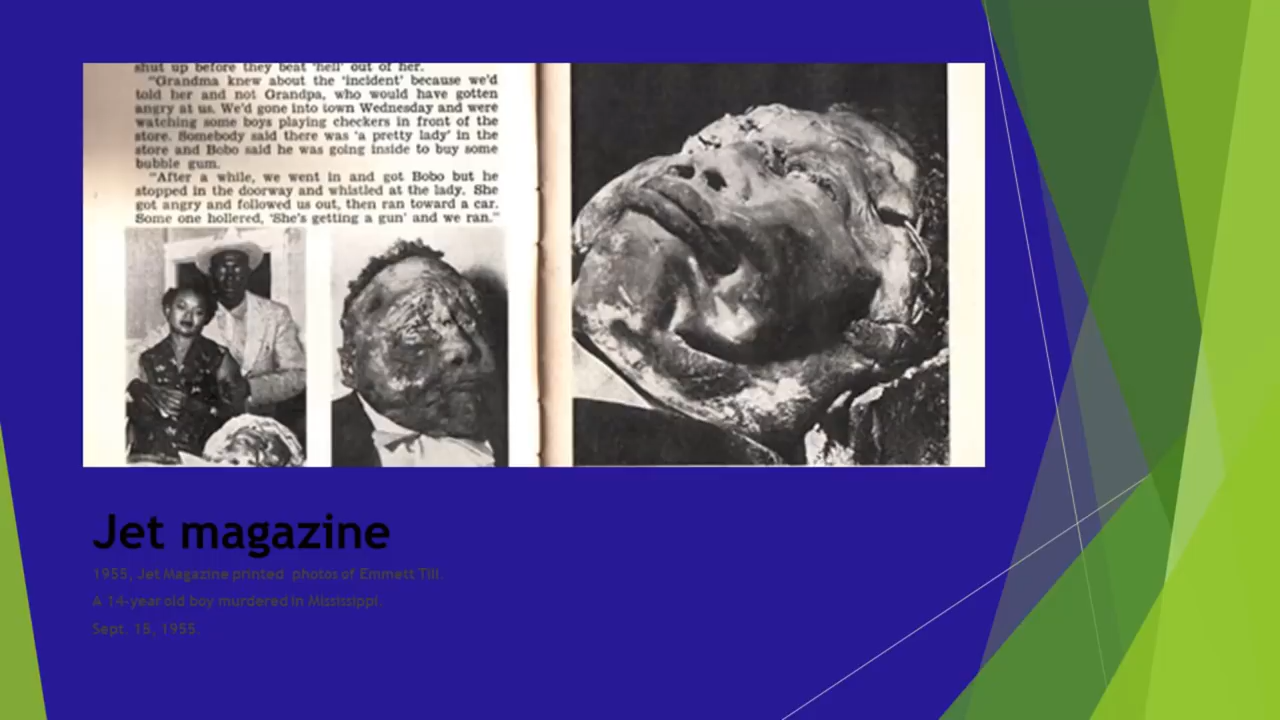 shut up before they beat 'hell' out of her.
"Grandma knew about the 'incident' because we'd
told her and not Grandpa, who would have gotten
angry at us. We'd gone into town Wednesday and were
watching some boys playing checkers in front of the
store. Somebody said there was 'a pretty lady' in the
store and Bobo said he was going inside to buy some
bubble gum.
"After a while, we went in and got Bobo but he
stopped in the doorway and whistled at the lady. She
got angry and followed us out, then ran toward a car.
Some one hollered, 'She's getting a gun' and we ran."
Jet magazine
1955, Jet Magazine printed photos of Emmett Till.
A 14-year old boy murdered in Mississippi.
Sept. 15, 1955.